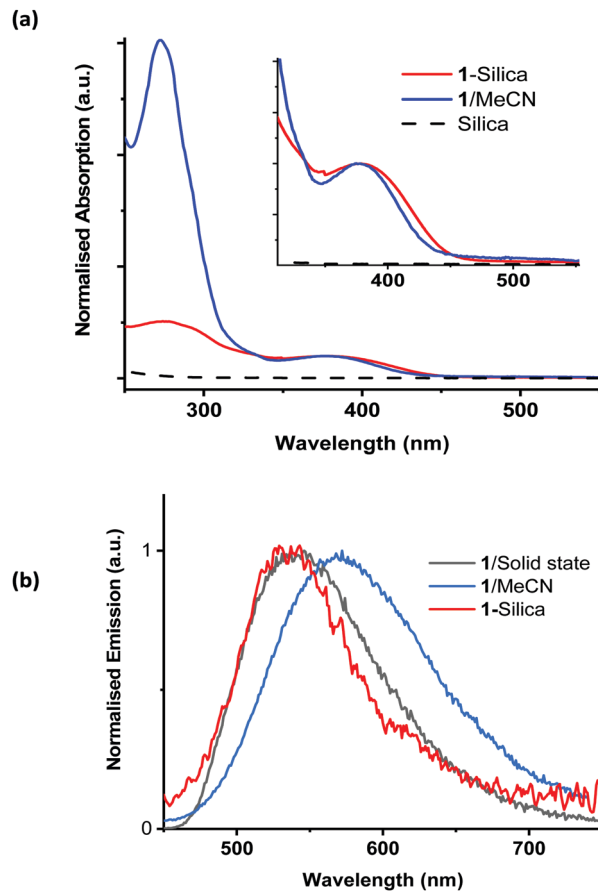 (a)
Normalised Absorption (a.u.)
1-Silica
1/MeCN
Silica
400
500
300
400
500
Wavelength (nm)
(b)
Normalised Emission (a.u.)
1
0
1/Solid state
1/MeCN
1-Silica
500
600
700
Wavelength (nm)